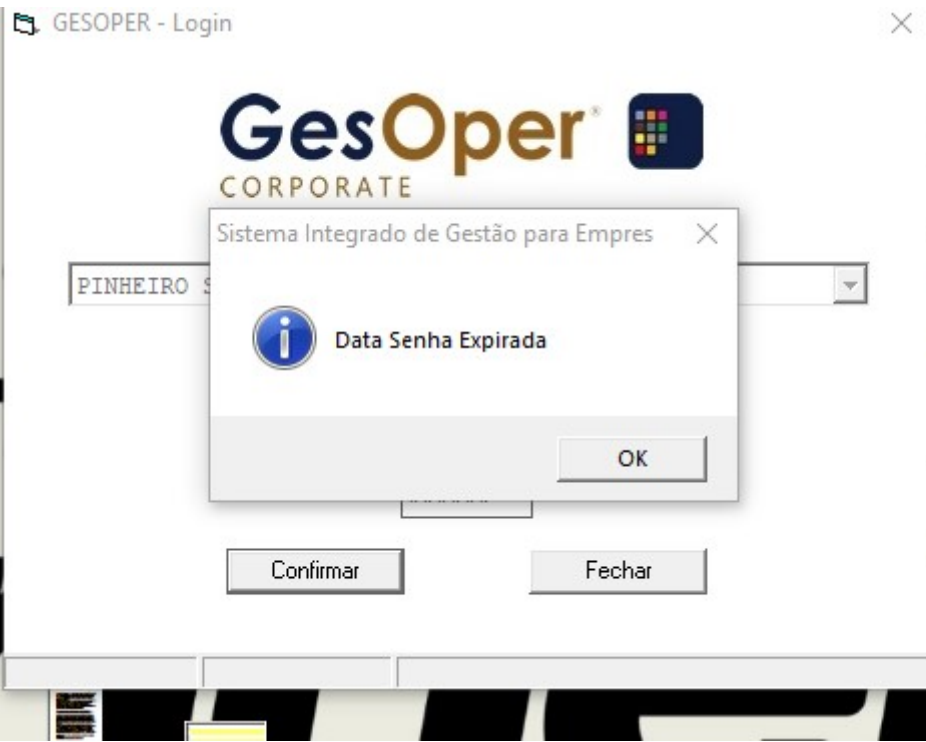 GESOPER - Login
GesOper®
CORPORATE
Sistema Integrado de Gestão para Empres
PINHEIRO
Data Senha Expirada
OK
Confirmar
Fechar